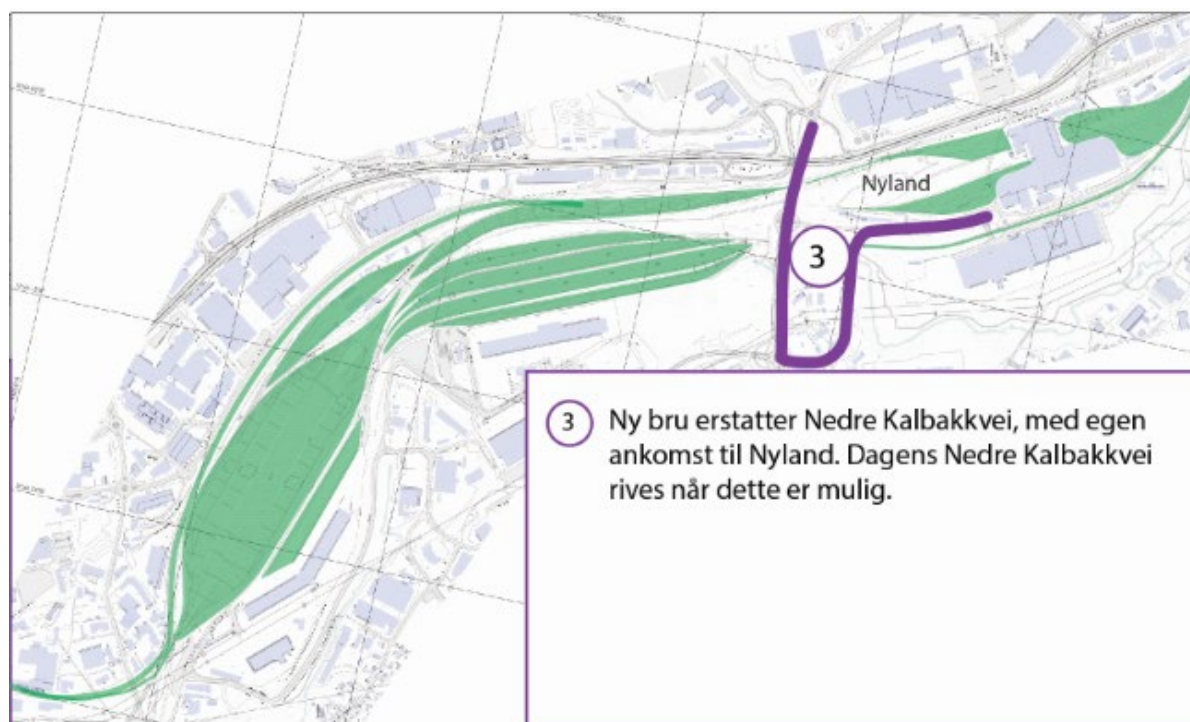 Nyland
3
3
Ny bru erstatter Nedre Kalbakkvei, med egen
ankomst til Nyland. Dagens Nedre Kalbakkvei
rives når dette er mulig.